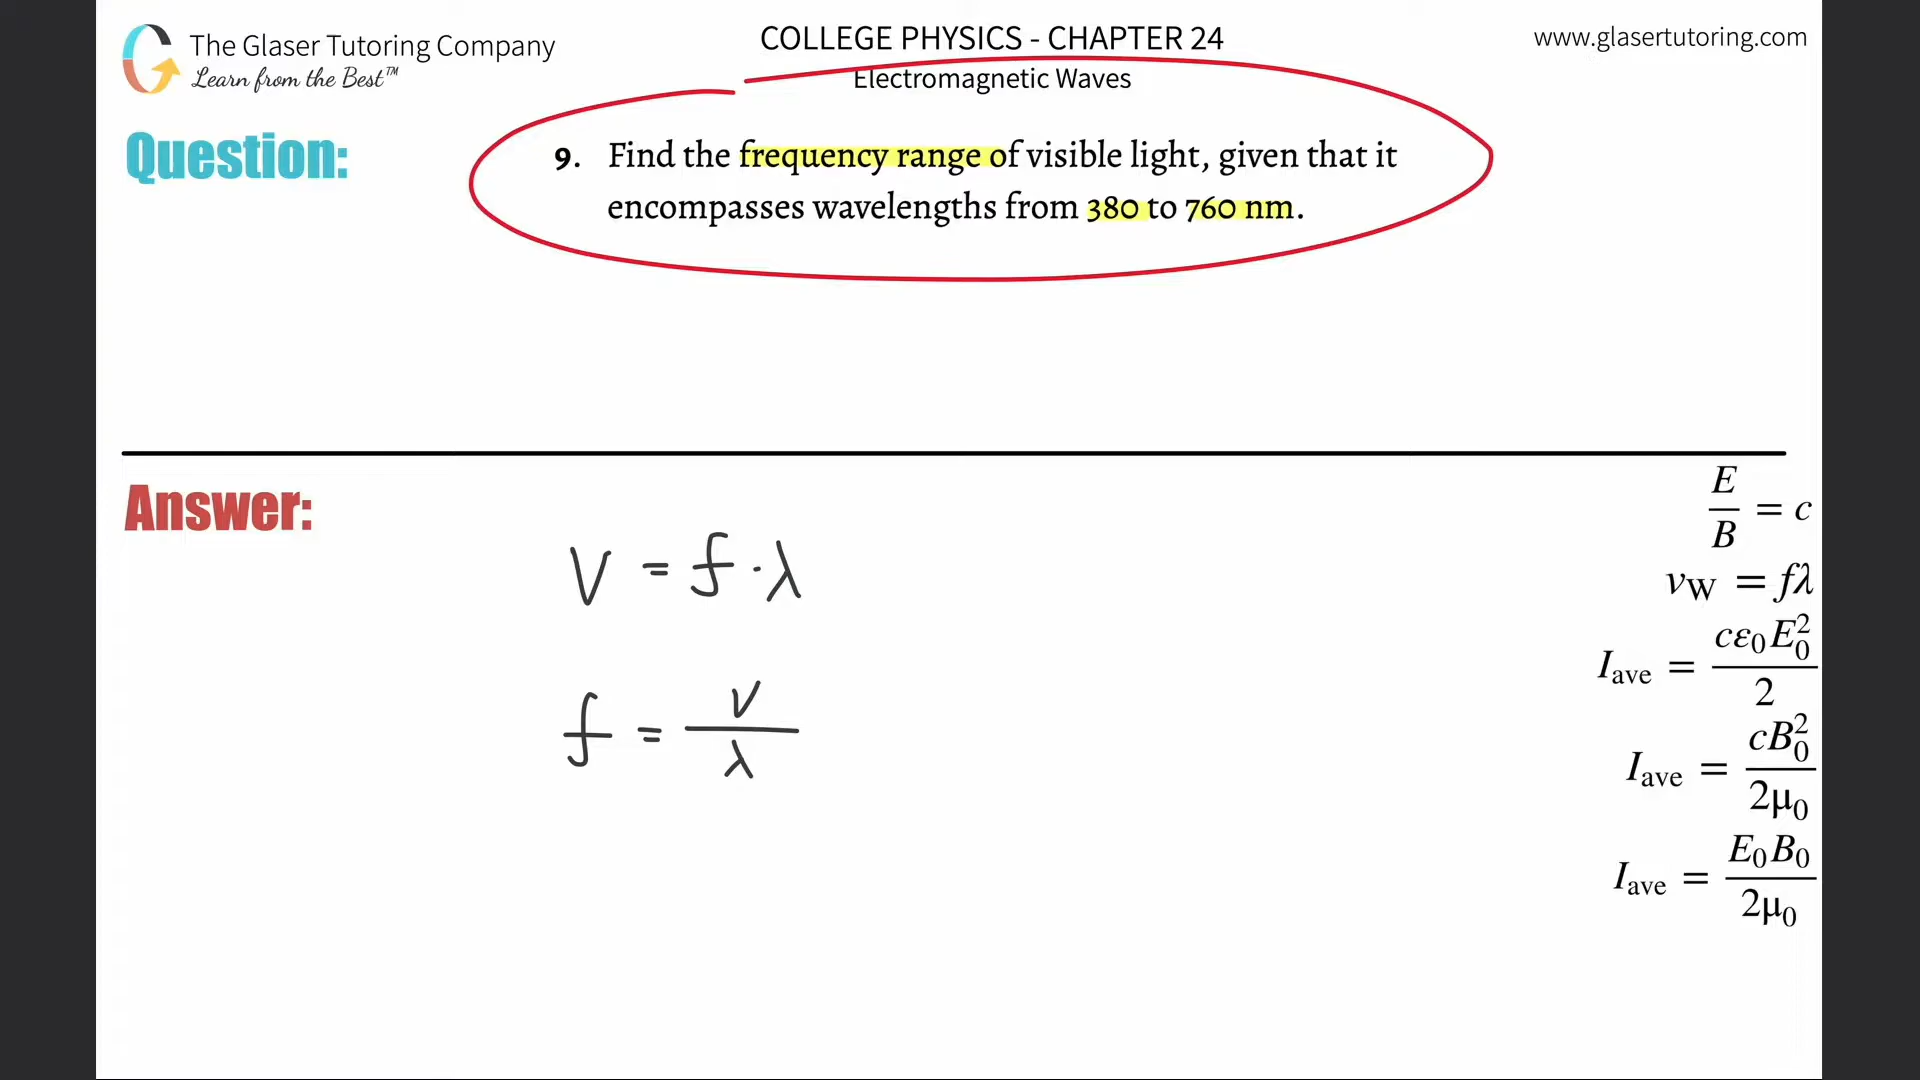 The Glaser Tutoring Company
Learn from the Best™
COLLEGE PHYSICS - CHAPTER 24
Electromagnetic Waves
www.glasertutoring.com
Question:
9. Find the frequency range of visible light, given that it
encompasses wavelengths from 380 to 760 nm.
Answer:
V = f · λ
f = v / λ
E / B = c
v_W = fλ
I_ave = cε₀E₀² / 2
I_ave = cB₀² / 2μ₀
I_ave = E₀B₀ / 2μ₀